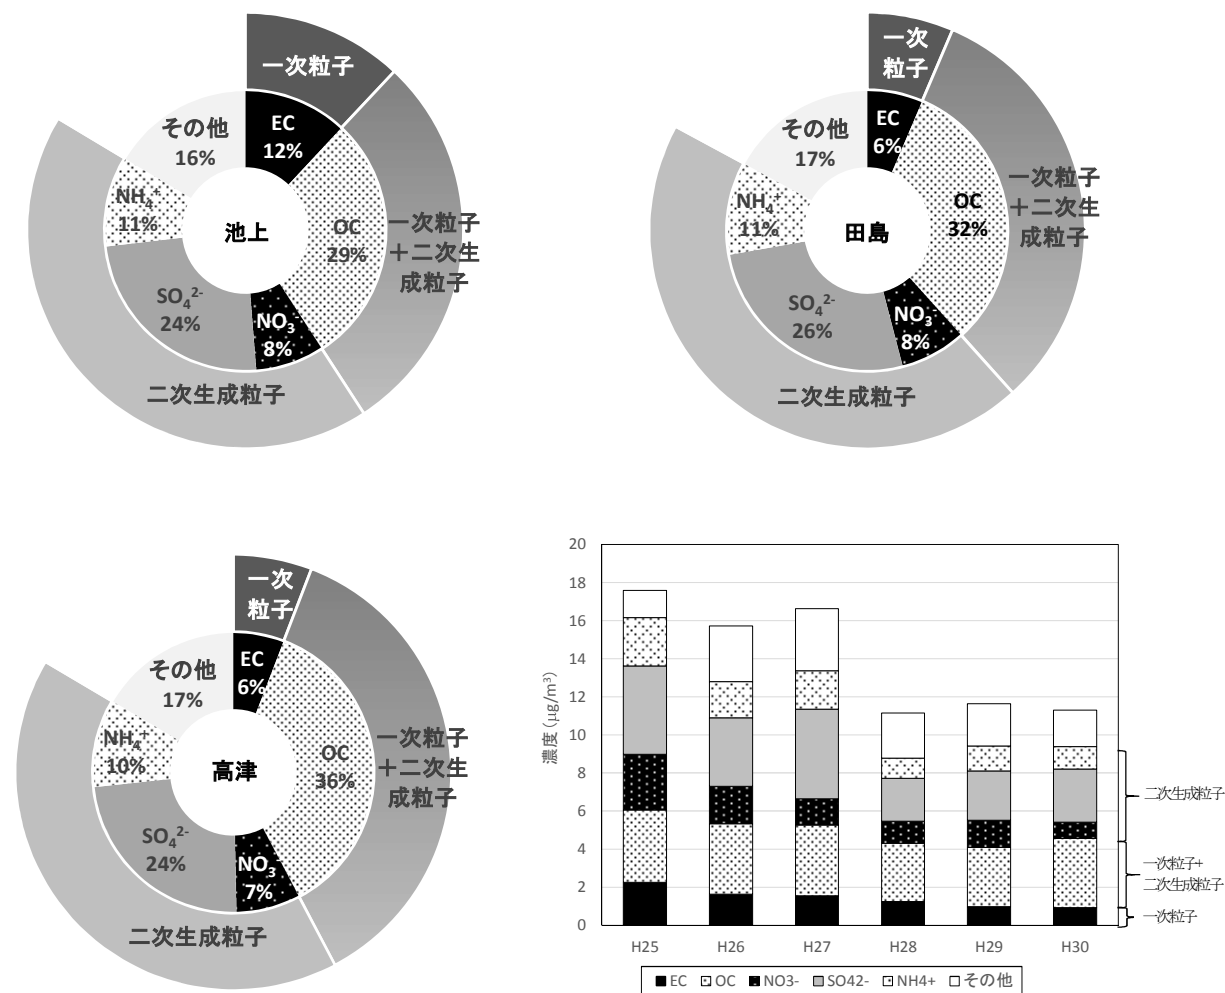 一次粒子
EC
12%
OC
29%
一次粒子
＋二次生
成粒子
NO₃⁻
8%
SO₄²⁻
24%
NH₄⁺
11%
その他
16%
池上
二次生成粒子
一次
粒子
EC
6%
OC
32%
一次粒子
＋二次生
成粒子
NO₃⁻
8%
SO₄²⁻
26%
NH₄⁺
11%
その他
17%
田島
二次生成粒子
一次
粒子
EC
6%
OC
36%
一次粒子
＋二次生
成粒子
NO₃
7%
SO₄²⁻
24%
NH₄⁺
10%
その他
17%
高津
二次生成粒子
濃度 (μg/m³)
20
18
16
14
12
10
8
6
4
2
0
H25 H26 H27 H28 H29 H30
二次生成粒子
一次粒子+
二次生成粒子
一次粒子
EC OC NO3- SO42- NH4+ その他